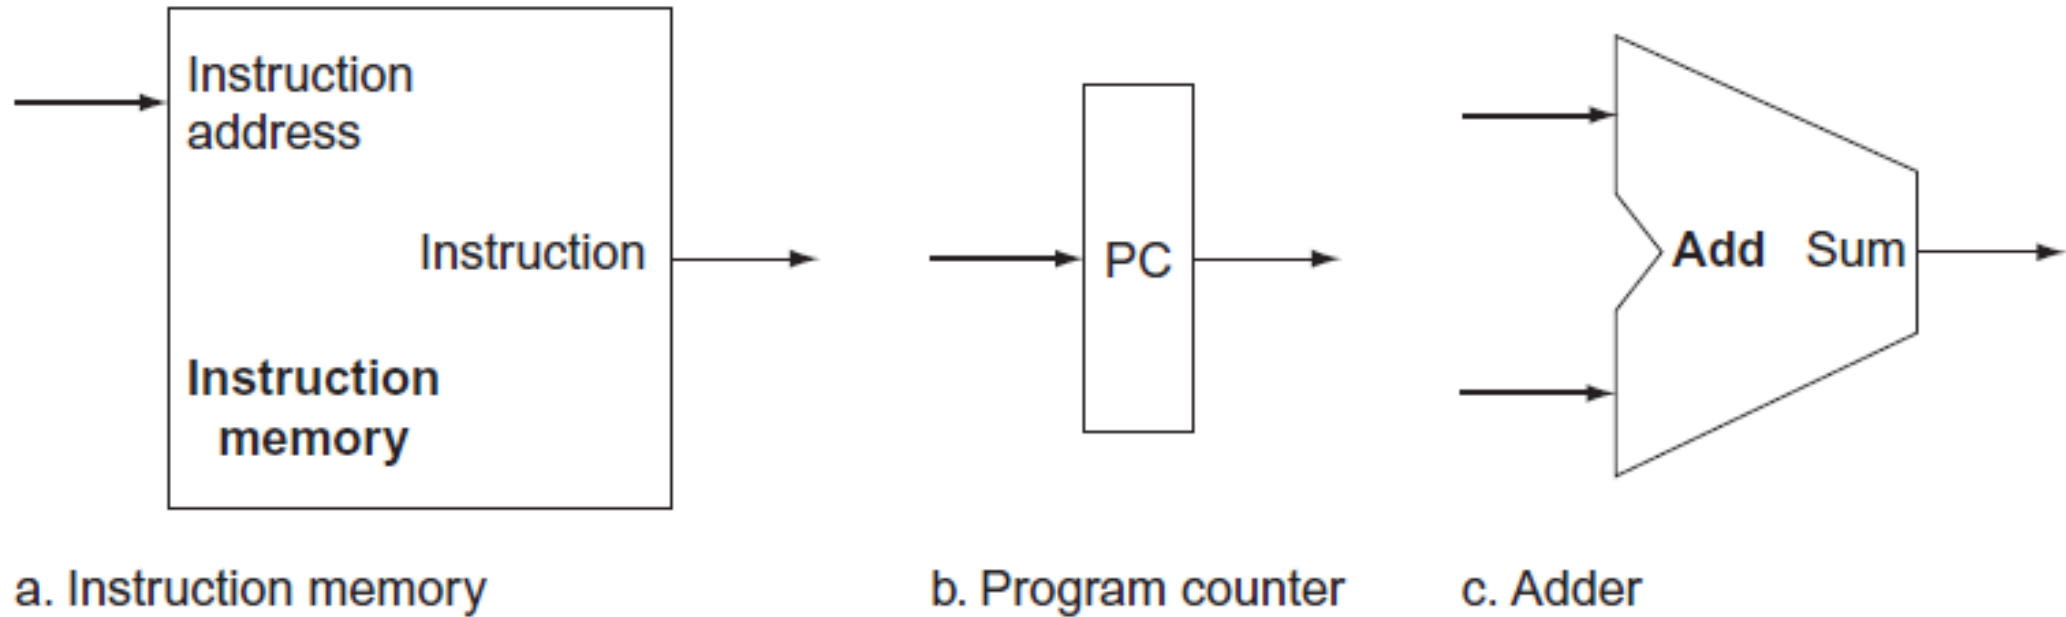 Instruction
address
Instruction
Instruction
memory
PC
Add Sum
a. Instruction memory
b. Program counter
c. Adder